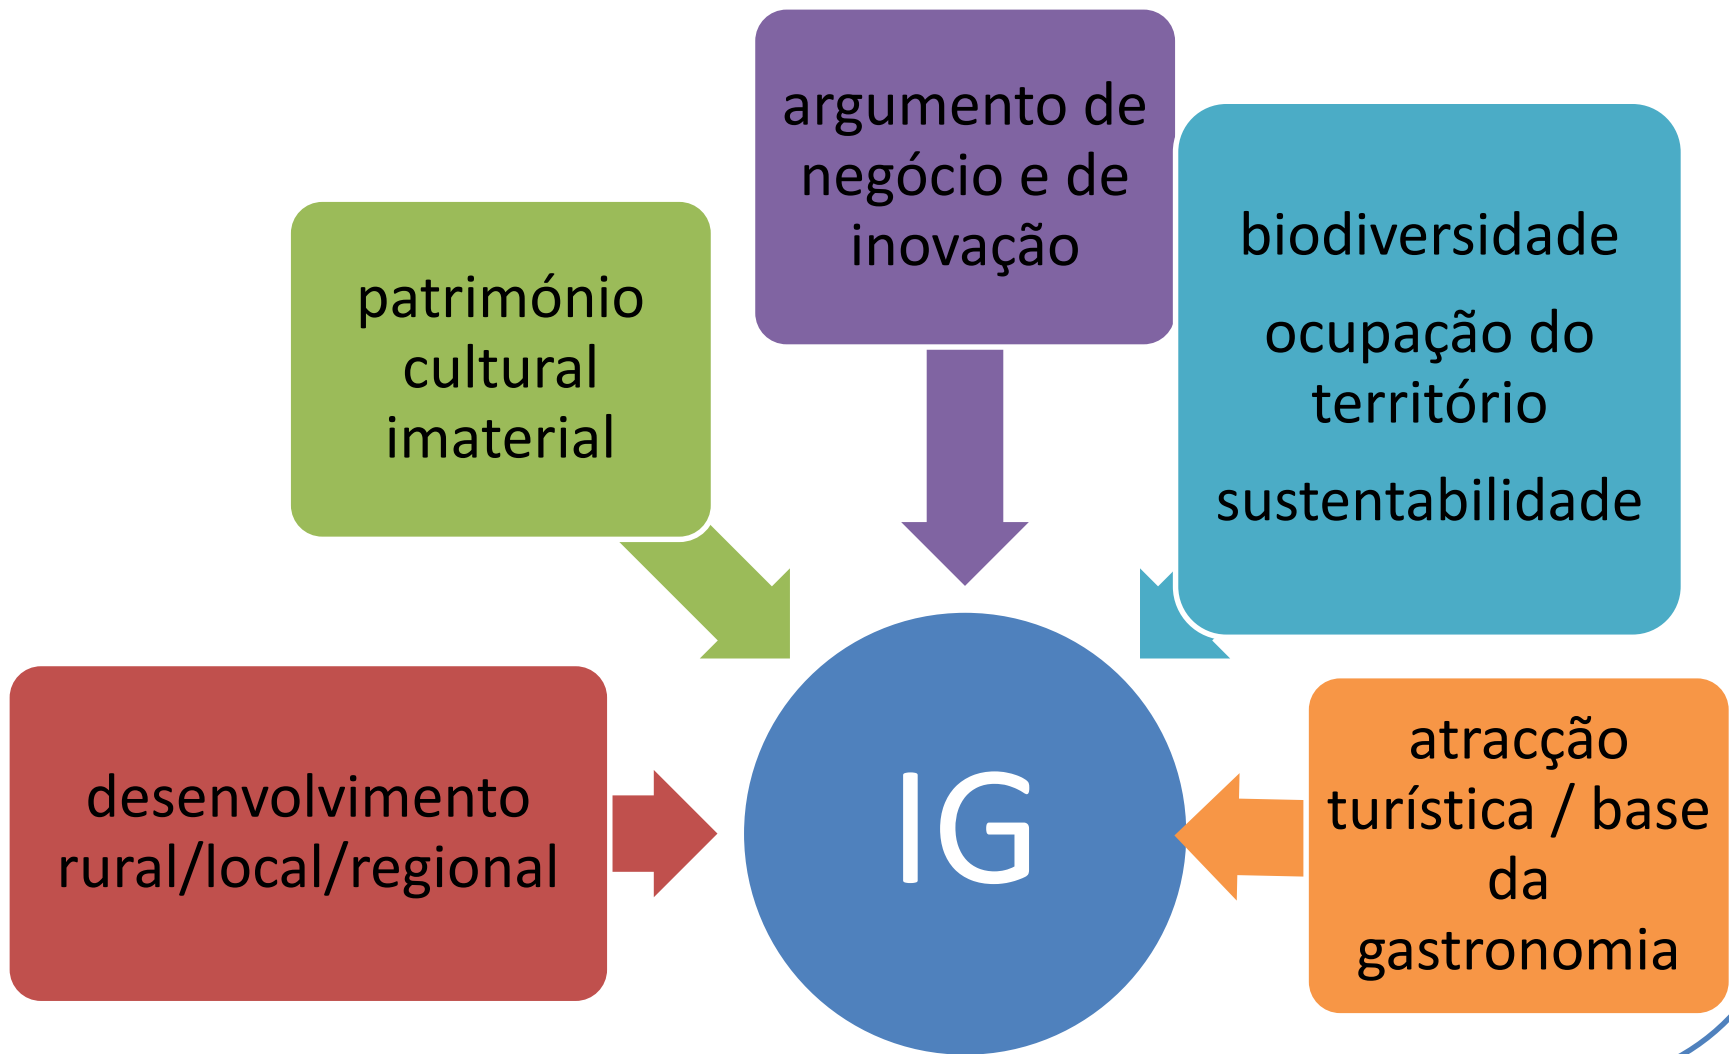 argumento de
negócio e de
inovação
biodiversidade
ocupação do
território
sustentabilidade
património
cultural
imaterial
desenvolvimento
rural/local/regional
IG
atracção
turística / base
da
gastronomia